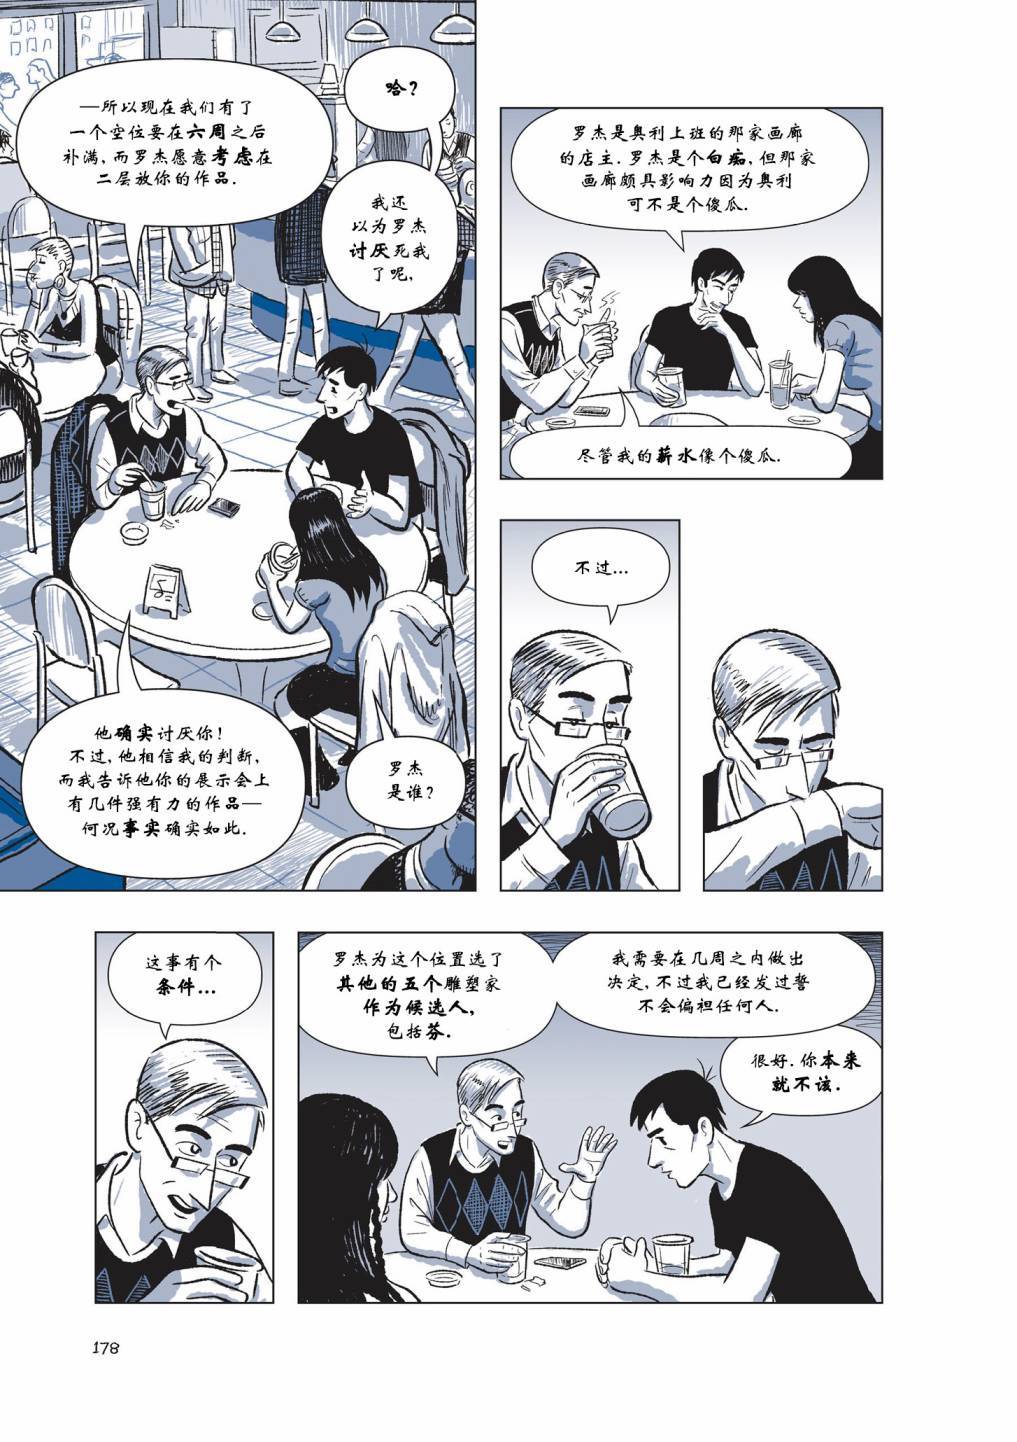 —所以现在我们有了
一个空位要在六周之后
补满,而罗杰愿意考虑在
二层放你的作品.
哈?
我还
以为罗杰
讨厌死我
了呢,
他确实讨厌你!
不过,他相信我的判断,
而我告诉他你的展示会上
有几件强有力的作品—
何况事实确实如此.
罗杰
是谁?
罗杰是奥利上班的那家画廊
的店主.罗杰是个白痴,但那家
画廊颇具影响力因为奥利
可不是个傻瓜.
尽管我的薪水像个傻瓜.
不过...
这事有个
条件...
罗杰为这个位置选了
其他的五个雕塑家
作为候选人,
包括芬.
我需要在几周之内做出
决定,不过我已经发过誓
不会偏袒任何人.
很好.你本来
就不该.
178